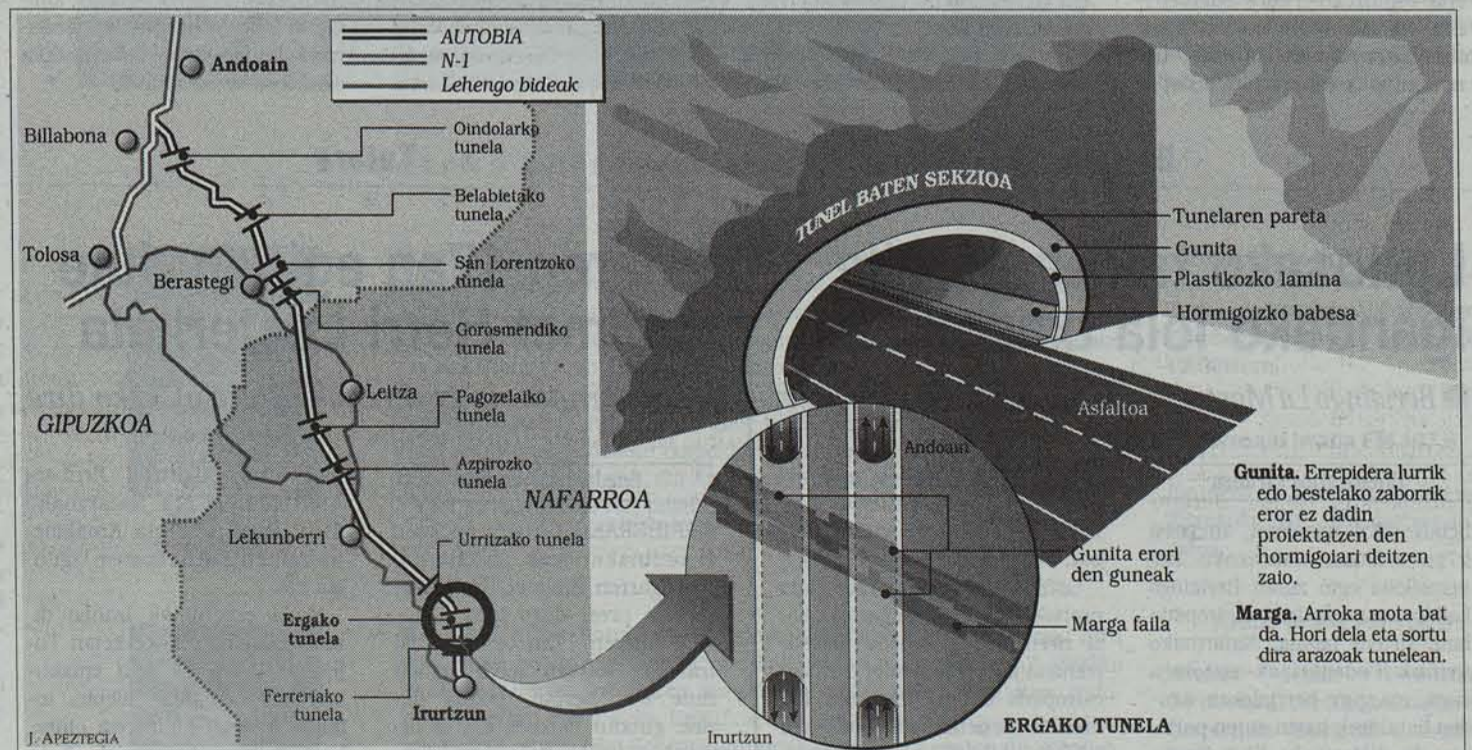 AUTOBIA
N-1
Lehengo bideak
Andoain
Billabona
Oindolarko
tunela
Belabietako
tunela
Tolosa
San Lorentzoko
tunela
Berastegi
Gorosmendiko
tunela
Leitza
Pagozelaiko
tunela
GIPUZKOA
Azpirozko
tunela
NAFARROA
Lekunberri
Urritzako tunela
Ergako
tunela
Ferreriako
tunela
Irurtzun
J. APEZTEGIA
TUNEL BATEN SEKZIOA
Tunelaren pareta
Gunita
Plastikozko lamina
Hormigoizko babesa
Asfaltoa
Andoain
Gunita erori
den guneak
Marga faila
Irurtzun
ERGAKO TUNELA
Gunita. Errepidera lurrik
edo bestelako zaborrik
eror ez dadin
proiektatzen den
hormigoiari deitzen
zaio.
Marga. Arroka mota bat
da. Hori dela eta sortu
dira arazoak tunelean.